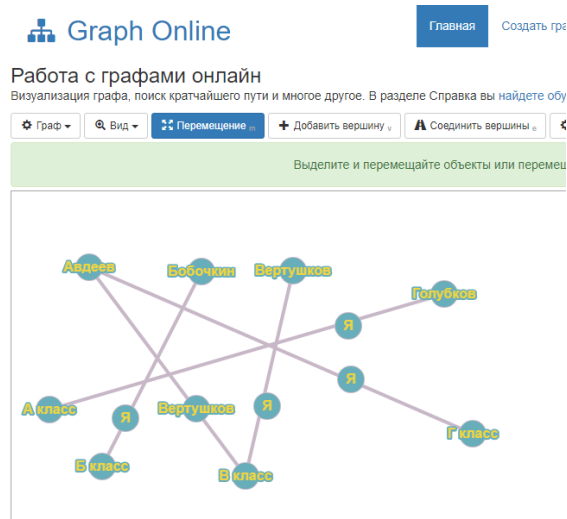 Graph Online
Главная
Создать гра
Работа с графами онлайн
Визуализация графа, поиск кратчайшего пути и многое другое. В разделе Справка вы найдете обу
Граф
Вид
Перемещение m
Добавить вершину v
Соединить вершины e
Выделите и перемещайте объекты или перемещ
Авдеев
Бобочкин
Вертушков
Голубков
Я
Я
А класс
Я
Вертушков
Я
Г класс
Б класс
В класс